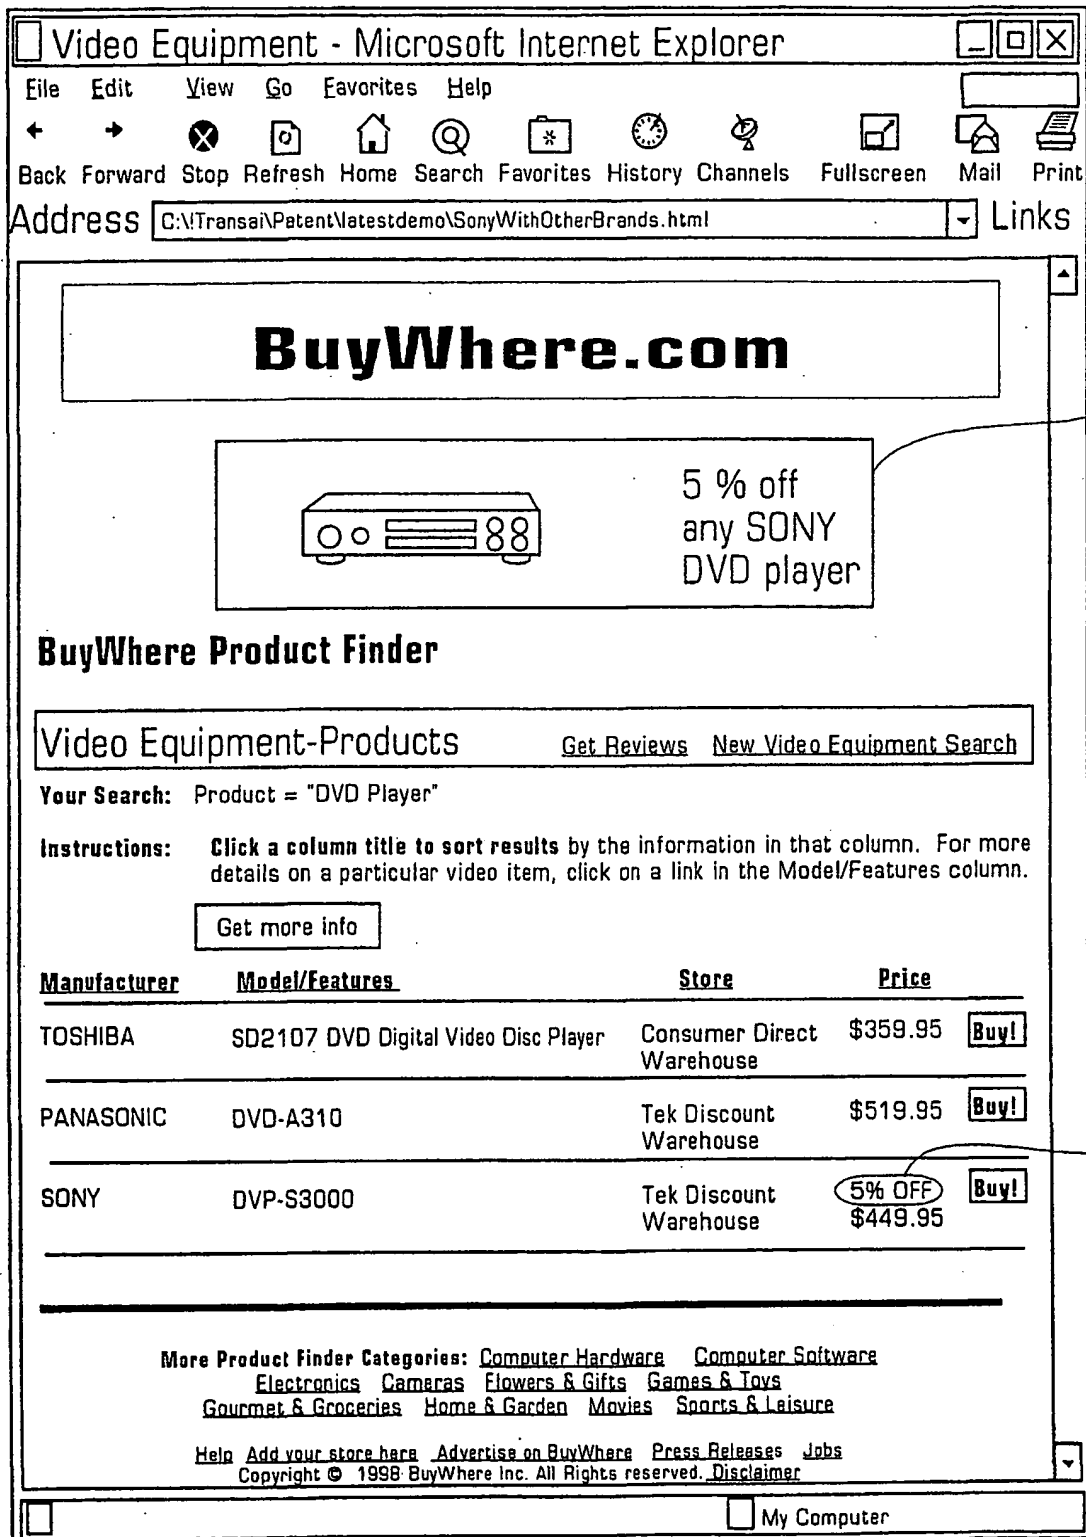 Video Equipment - Microsoft Internet Explorer
File Edit View Go Favorites Help
Back Forward Stop Refresh Home Search Favorites History Channels Fullscreen Mail Print
Address C:\!Transai\Patent\latestdemo\SonyWithOtherBrands.html Links
BuyWhere.com
5 % off
any SONY
DVD player
BuyWhere Product Finder
Video Equipment-Products Get Reviews New Video Equipment Search
Your Search: Product = "DVD Player"
Instructions: Click a column title to sort results by the information in that column. For more
details on a particular video item, click on a link in the Model/Features column.
Get more info
Manufacturer Model/Features Store Price
TOSHIBA SD2107 DVD Digital Video Disc Player Consumer Direct $359.95 Buy!
Warehouse
PANASONIC DVD-A310 Tek Discount $519.95 Buy!
Warehouse
SONY DVP-S3000 Tek Discount 5% OFF Buy!
Warehouse $449.95
More Product Finder Categories: Computer Hardware Computer Software
Electronics Cameras Flowers & Gifts Games & Toys
Gourmet & Groceries Home & Garden Movies Sports & Leisure
Help Add your store here Advertise on BuyWhere Press Releases Jobs
Copyright © 1998 BuyWhere Inc. All Rights reserved. Disclaimer
My Computer